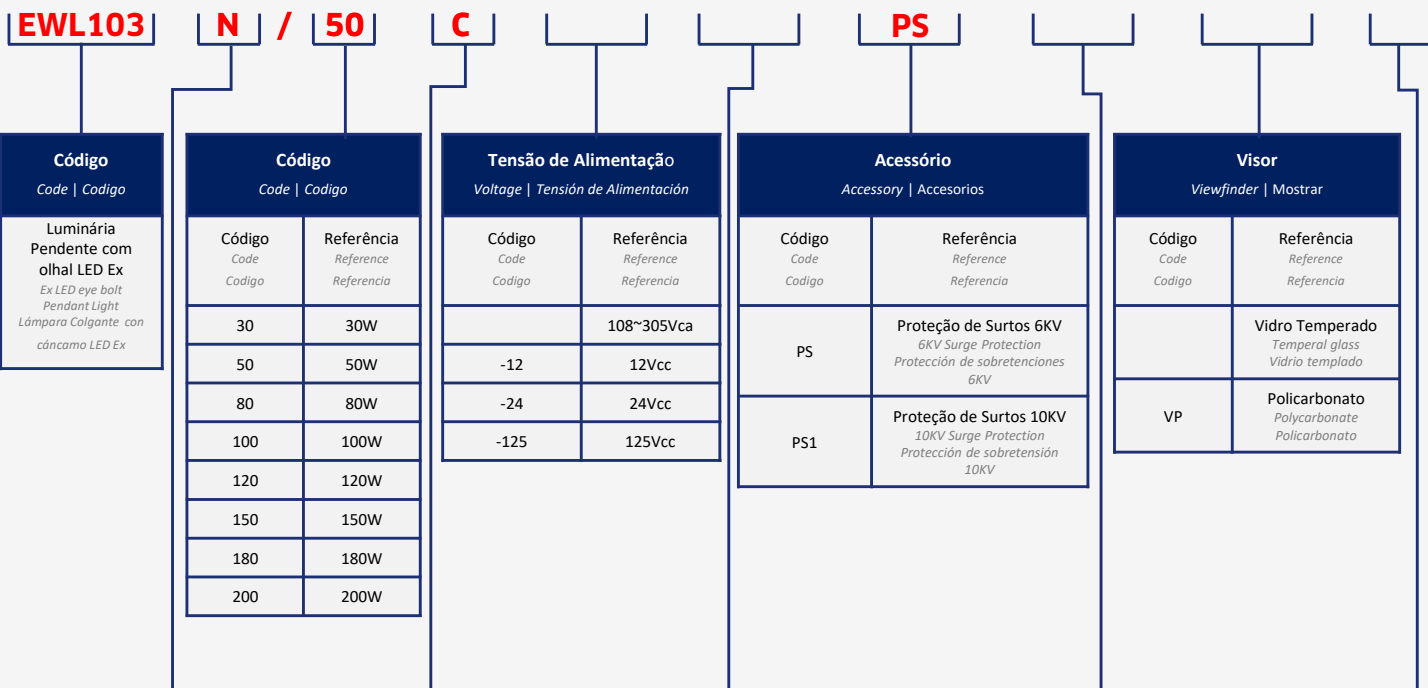 EWL103 N / 50 C PS
Código
Code | Codigo
Luminária
Pendente com
olhal LED Ex
Ex LED eye bolt
Pendant Light
Lámpara Colgante con
cáncamo LED Ex
Código
Code | Codigo
Código Referência
Code Reference
Codigo Referencia
30 30W
50 50W
80 80W
100 100W
120 120W
150 150W
180 180W
200 200W
Tensão de Alimentação
Voltage | Tensión de Alimentación
Código Referência
Code Reference
Codigo Referencia
108~305Vca
-12 12Vcc
-24 24Vcc
-125 125Vcc
Acessório
Accessory | Accesorios
Código Referência
Code Reference
Codigo Referencia
PS
Proteção de Surtos 6KV
6KV Surge Protection
Protección de sobretenciones
6KV
PS1
Proteção de Surtos 10KV
10KV Surge Protection
Protección de sobretensión
10KV
Visor
Viewfinder | Mostrar
Código Referência
Code Reference
Codigo Referencia
Vidro Temperado
Temperal glass
Vidrio templado
VP
Policarbonato
Polycarbonate
Policarbonato